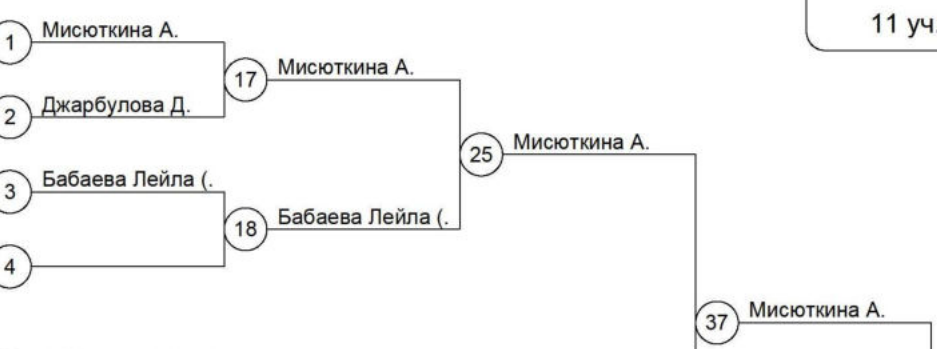 11 уч.
1 Мисюткина А.
17 Мисюткина А.
2 Джарбулова Д.
25 Мисюткина А.
3 Бабаева Лейла (.
18 Бабаева Лейла (.
4
37 Мисюткина А.